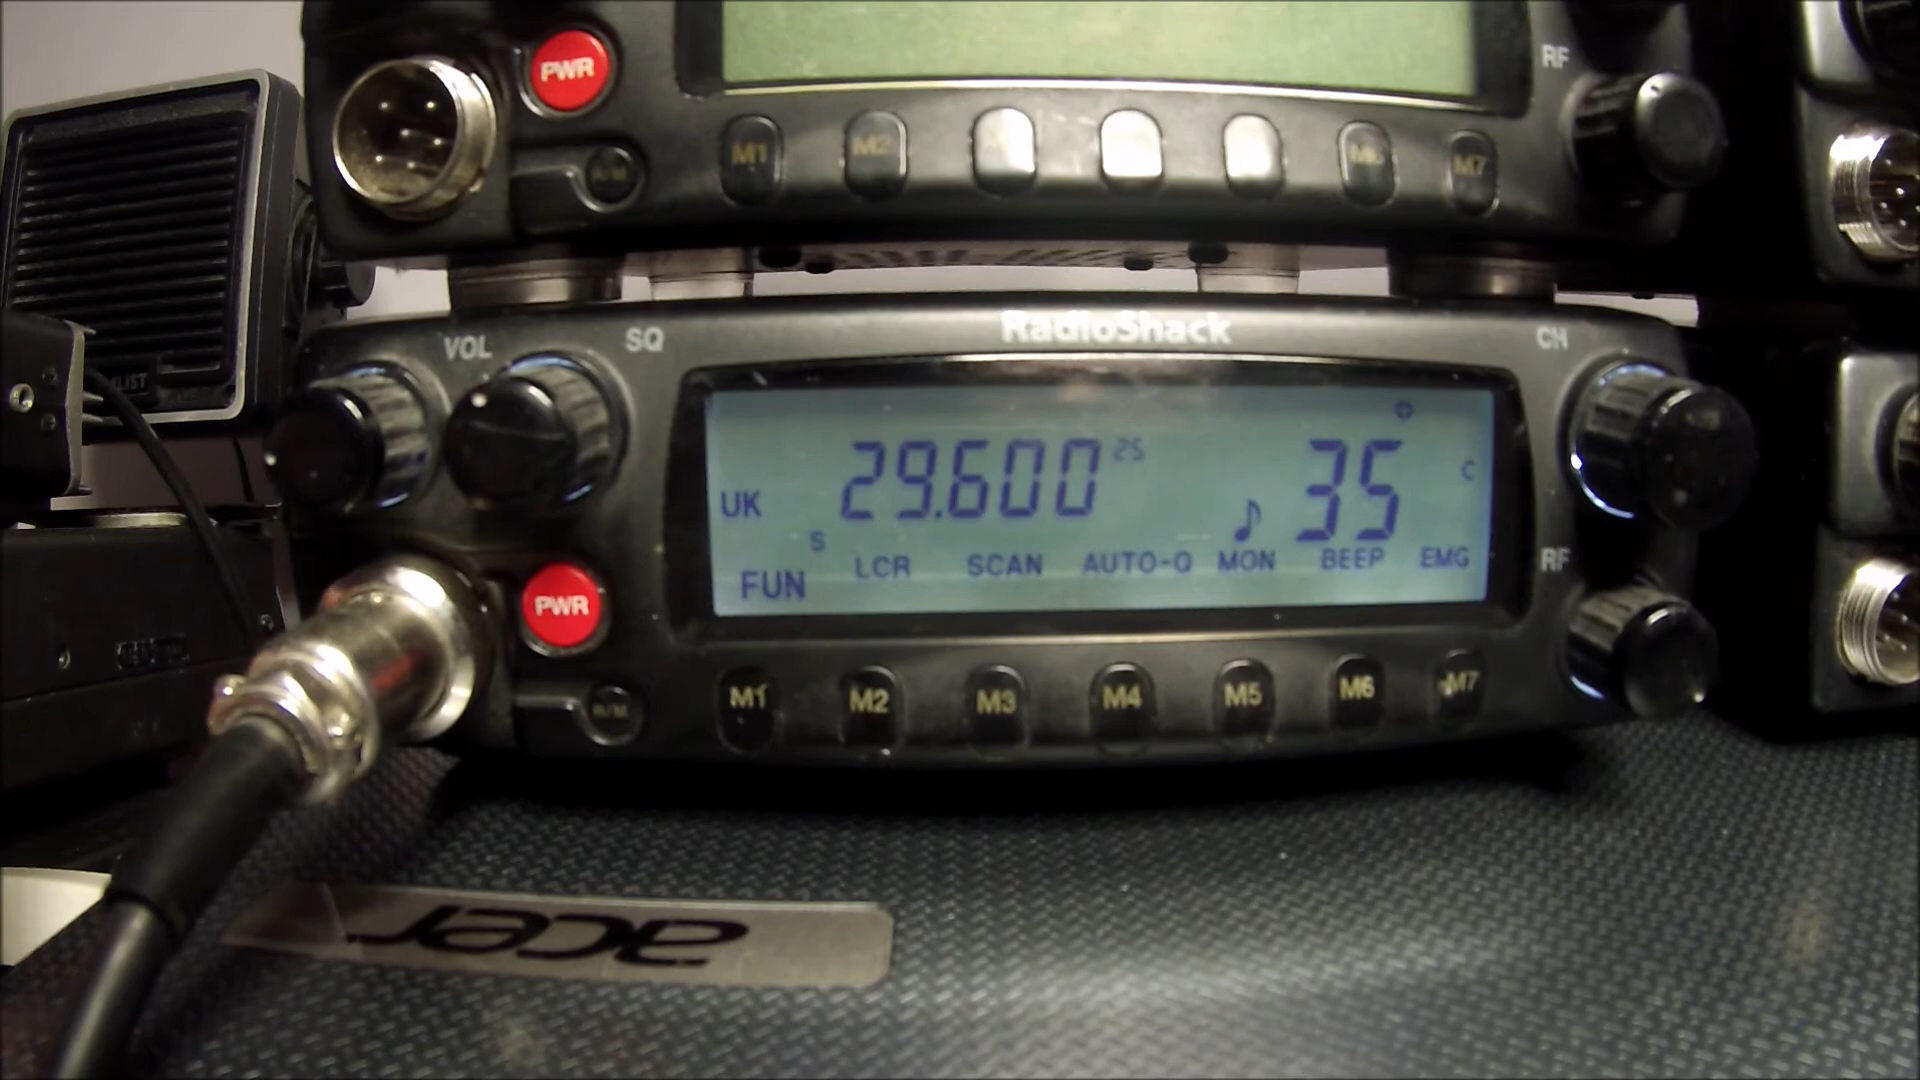 PWR
RF
M1
M2
M6
M7
VOL
SQ
RadioShack
CH
29.600 25
35
C
UK
S
LCR SCAN AUTO-Q MON BEEP EMG
FUN
RF
PWR
M1 M2 M3 M4 M5 M6 M7
acer